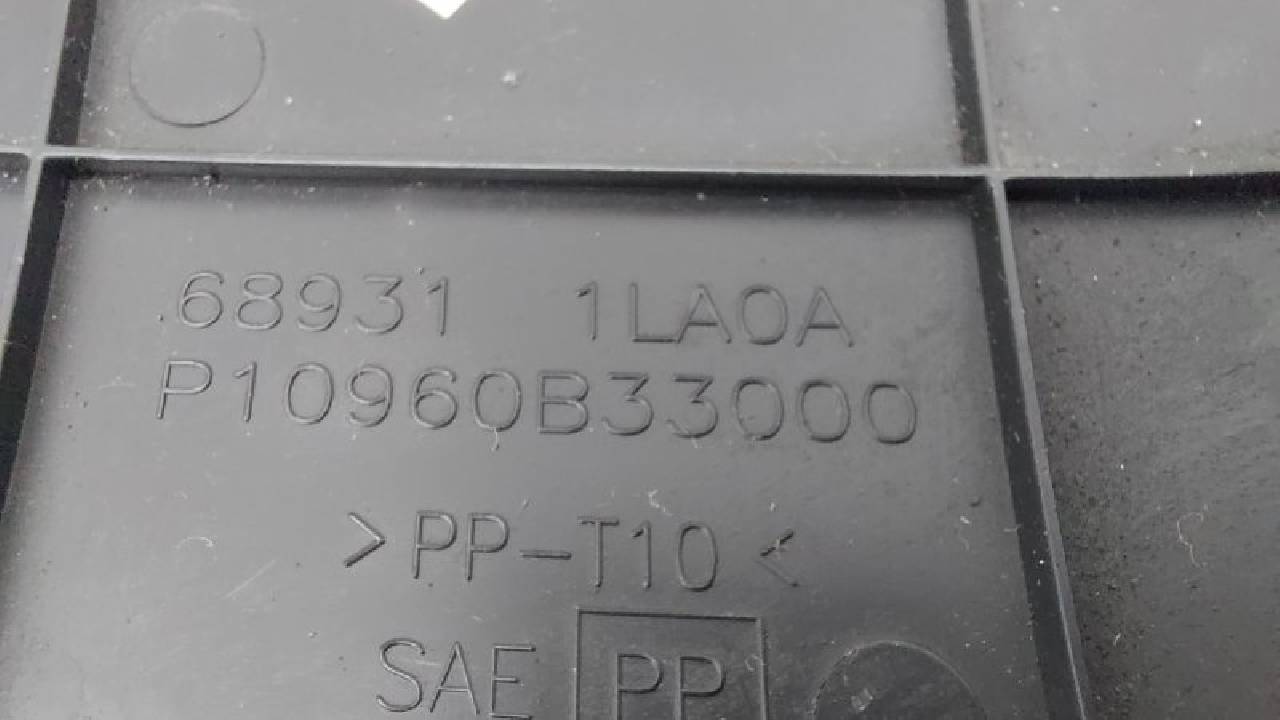 68931 1LA0A
P10960B33000
>PP-T10<
SAE PP